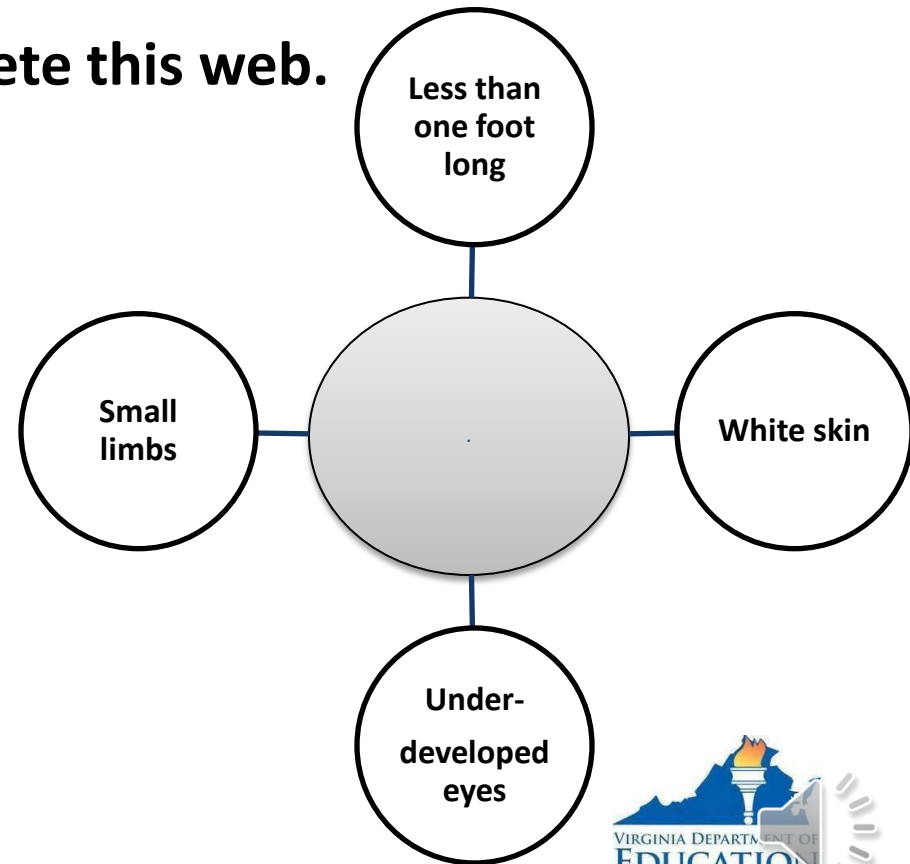 ete this web.
Less than
one foot
long
Small
limbs
White skin
.
Under-
developed
eyes
VIRGINIA DEPARTMENT OF
EDUCATION